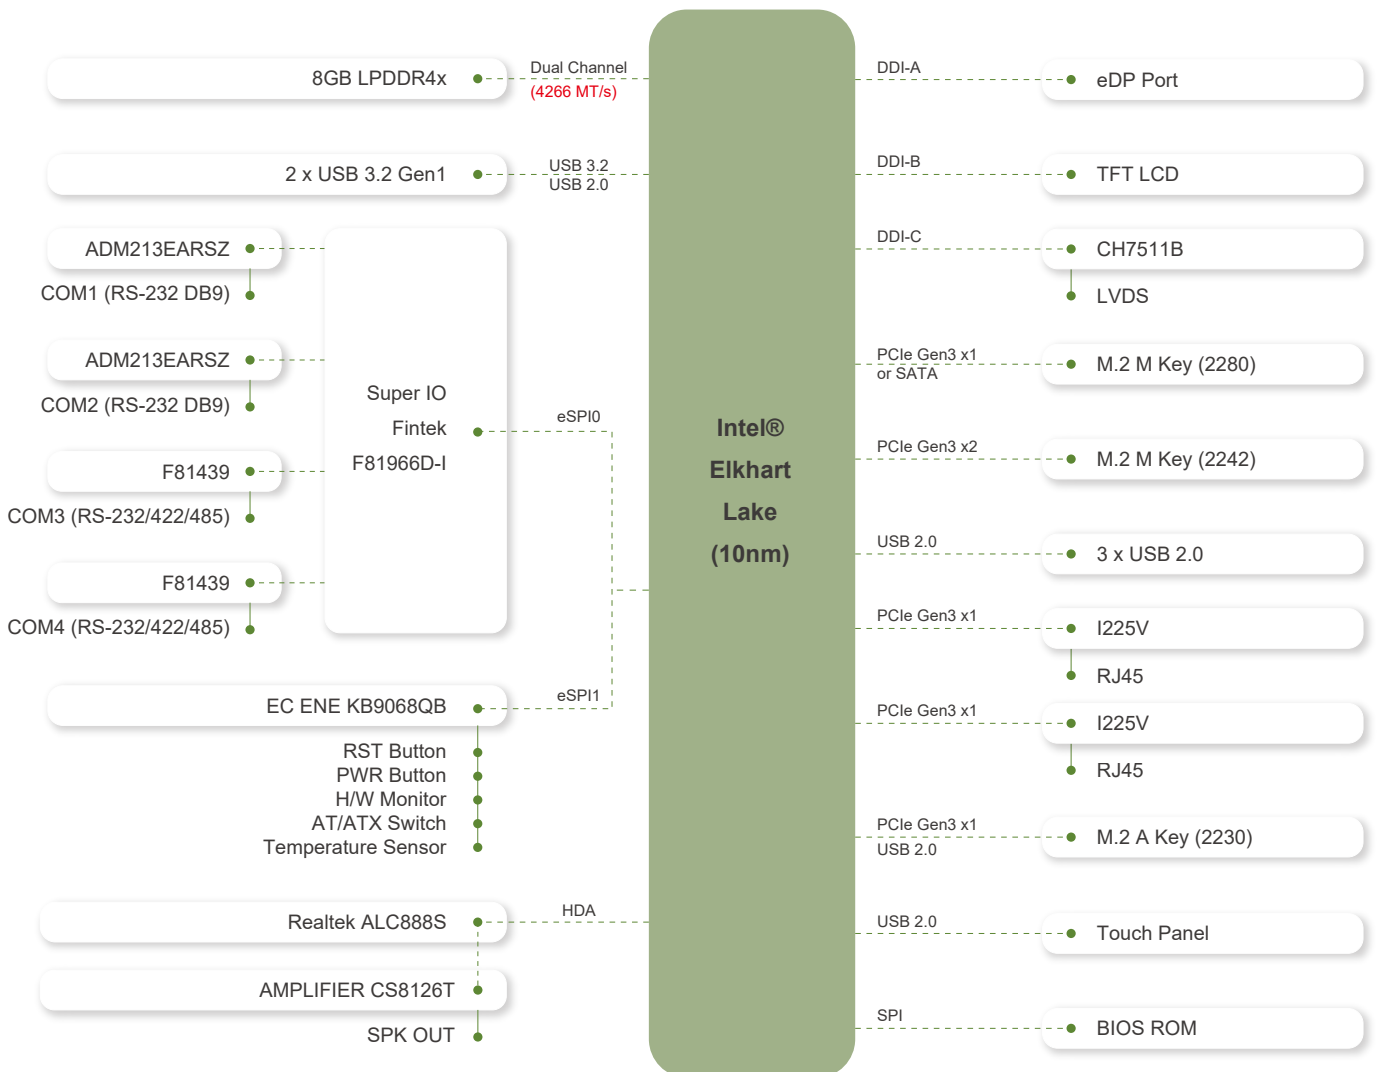 8GB LPDDR4x
Dual Channel
(4266 MT/s)
2 x USB 3.2 Gen1
USB 3.2
USB 2.0
ADM213EARSZ
COM1 (RS-232 DB9)
ADM213EARSZ
COM2 (RS-232 DB9)
F81439
COM3 (RS-232/422/485)
F81439
COM4 (RS-232/422/485)
Super IO
Fintek
F81966D-I
eSPI0
EC ENE KB9068QB
eSPI1
RST Button
PWR Button
H/W Monitor
AT/ATX Switch
Temperature Sensor
Realtek ALC888S
HDA
AMPLIFIER CS8126T
SPK OUT
Intel®
Elkhart
Lake
(10nm)
DDI-A
eDP Port
DDI-B
TFT LCD
DDI-C
CH7511B
LVDS
PCIe Gen3 x1
or SATA
M.2 M Key (2280)
PCIe Gen3 x2
M.2 M Key (2242)
USB 2.0
3 x USB 2.0
PCIe Gen3 x1
I225V
RJ45
PCIe Gen3 x1
I225V
RJ45
PCIe Gen3 x1
USB 2.0
M.2 A Key (2230)
USB 2.0
Touch Panel
SPI
BIOS ROM